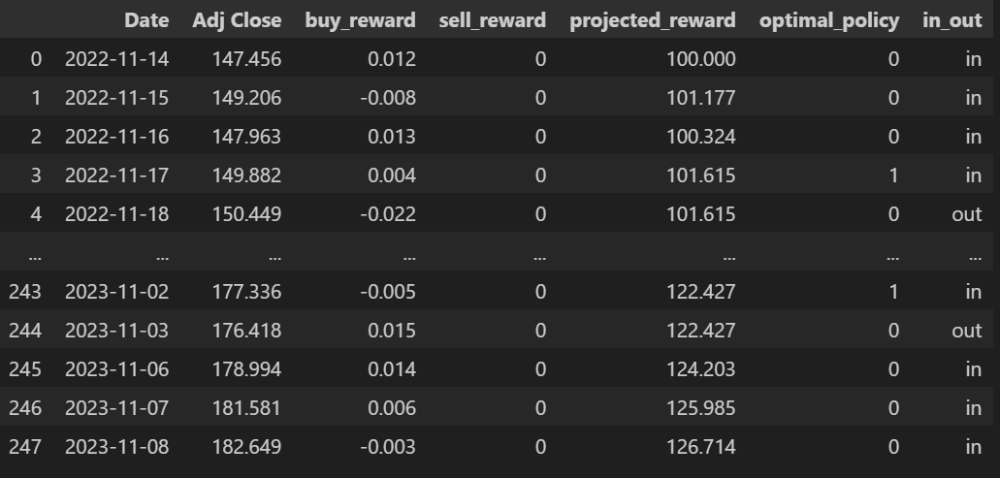 Date Adj Close buy_reward sell_reward projected_reward optimal_policy in_out
0 2022-11-14 147.456 0.012 0 100.000 0 in
1 2022-11-15 149.206 -0.008 0 101.177 0 in
2 2022-11-16 147.963 0.013 0 100.324 0 in
3 2022-11-17 149.882 0.004 0 101.615 1 in
4 2022-11-18 150.449 -0.022 0 101.615 0 out
... ... ... ... ... ... ... ...
243 2023-11-02 177.336 -0.005 0 122.427 1 in
244 2023-11-03 176.418 0.015 0 122.427 0 out
245 2023-11-06 178.994 0.014 0 124.203 0 in
246 2023-11-07 181.581 0.006 0 125.985 0 in
247 2023-11-08 182.649 -0.003 0 126.714 0 in